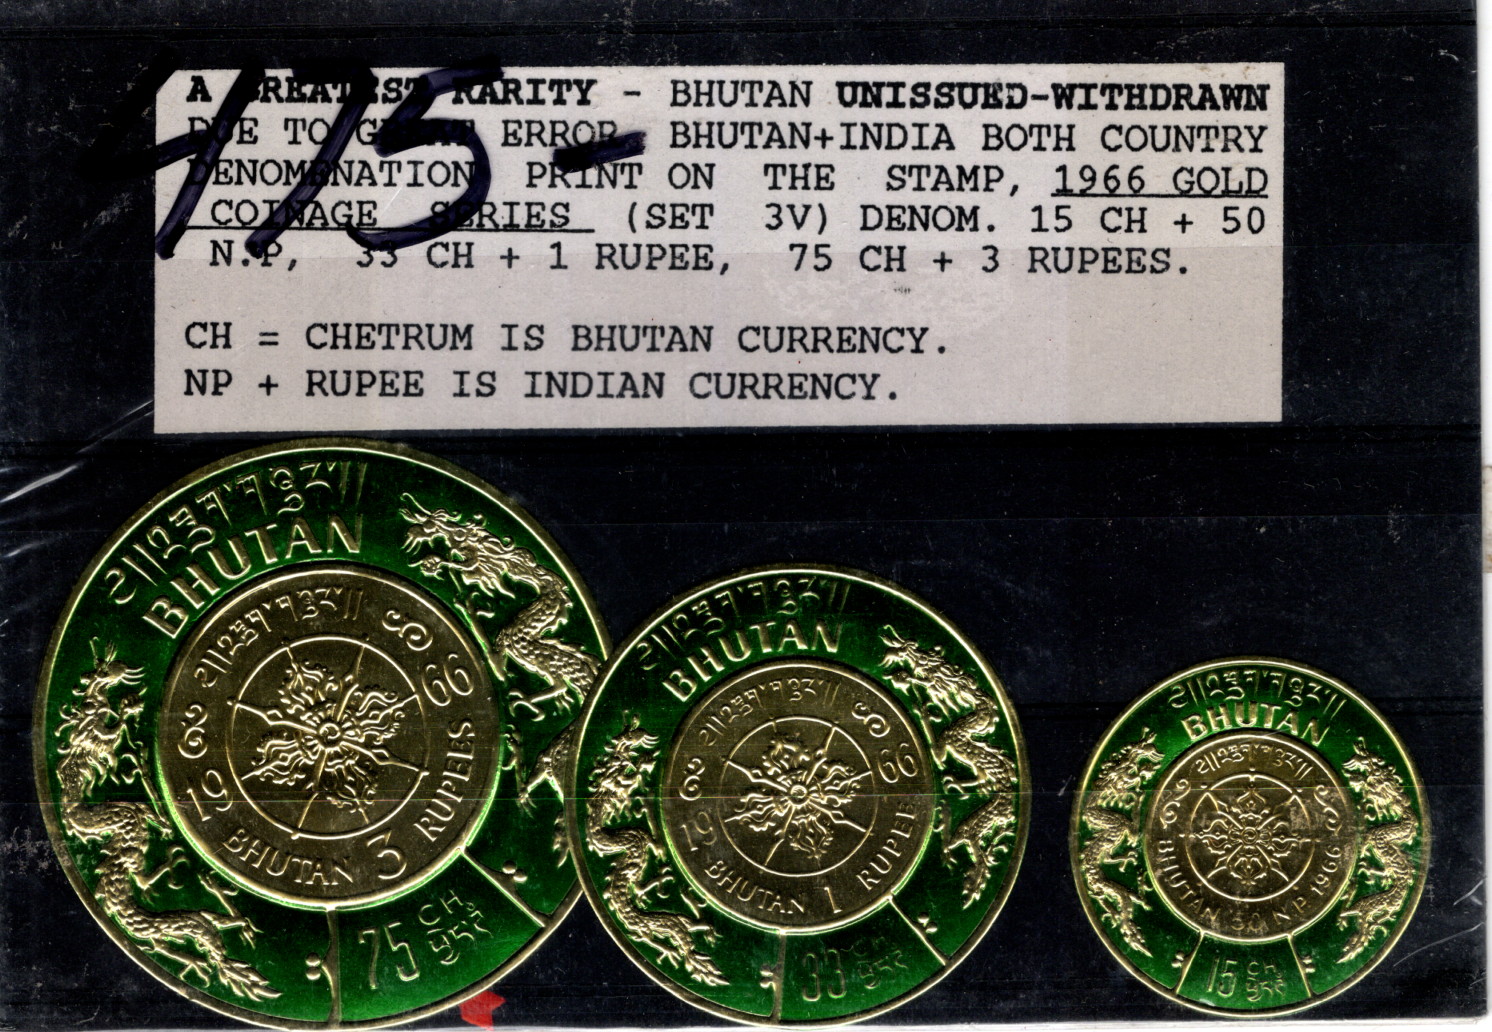 475-
A GREATEST RARITY - BHUTAN UNISSUED-WITHDRAWN
DUE TO GREAT ERROR BHUTAN+INDIA BOTH COUNTRY
DENOMENATION PRINT ON THE STAMP, 1966 GOLD
COINAGE SERIES (SET 3V) DENOM. 15 CH + 50
N.P, 33 CH + 1 RUPEE, 75 CH + 3 RUPEES.
CH = CHETRUM IS BHUTAN CURRENCY.
NP + RUPEE IS INDIAN CURRENCY.
BHUTAN
19 66
BHUTAN 3 RUPEES
75 CH
BHUTAN
19 66
BHUTAN 1 RUPEE
33 CH
BHUTAN
BHUTAN 50 NP 1966
15 CH